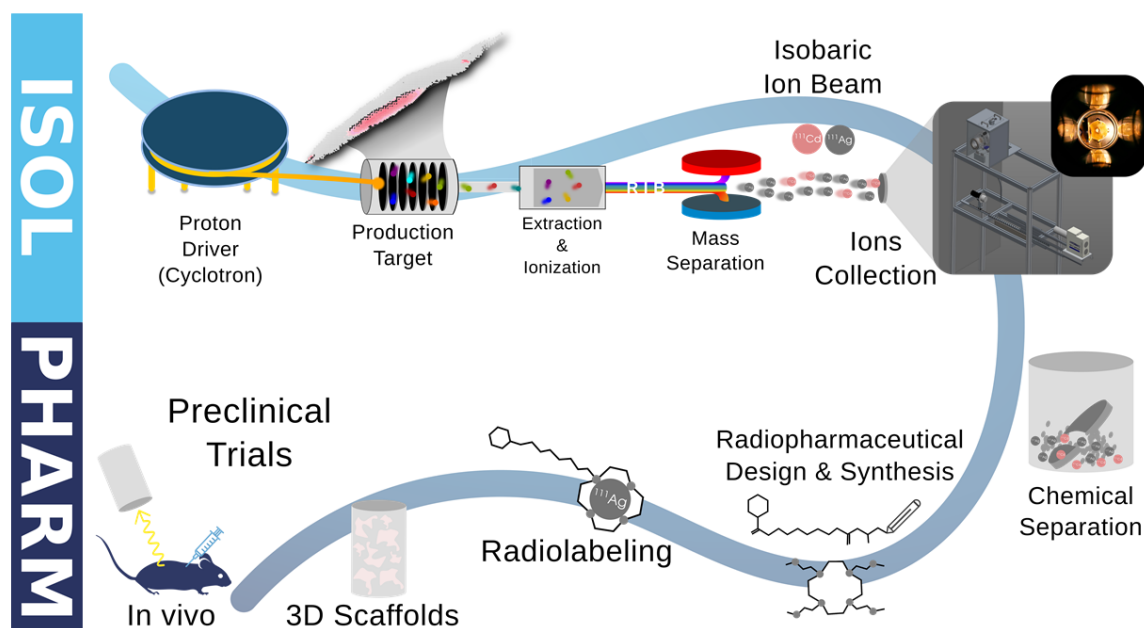 ISOL
PHARM
Proton
Driver
(Cyclotron)
Production
Target
Extraction
&
Ionization
RIB
Mass
Separation
Isobaric
Ion Beam
¹¹¹Cd
¹¹¹Ag
Ions
Collection
Chemical
Separation
Radiopharmaceutical
Design & Synthesis
¹¹¹Ag
Radiolabeling
Preclinical
Trials
3D Scaffolds
In vivo